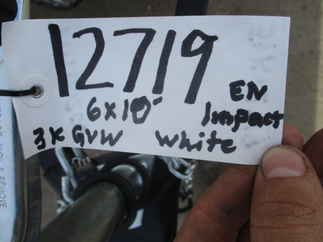 12719
6x10' EN
3K GVW White Impact